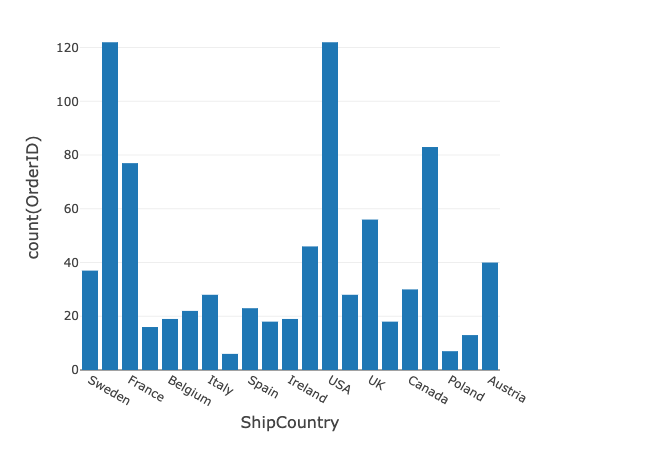 120
100
80
60
40
20
0
count(OrderID)
Sweden
France
Belgium
Italy
Spain
Ireland
USA
UK
Canada
Poland
Austria
ShipCountry